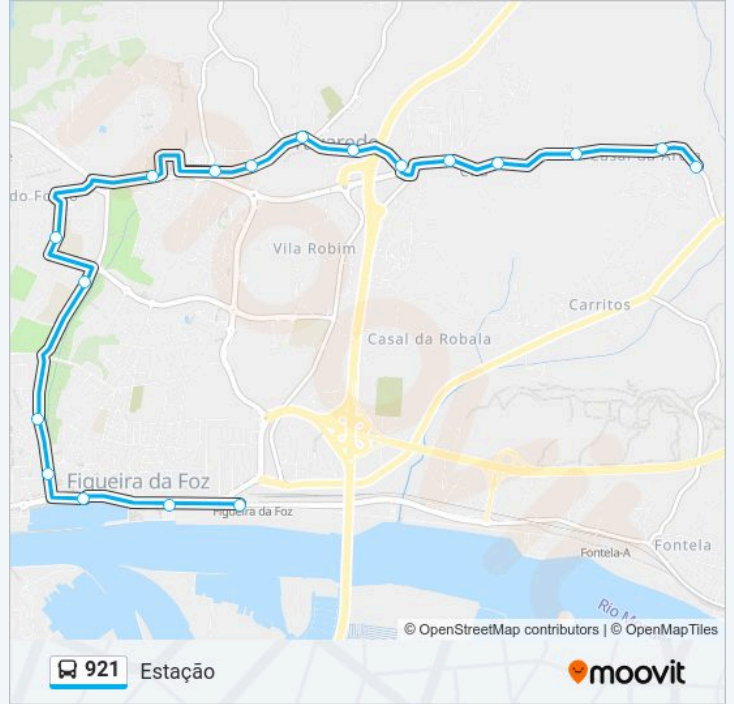 Vila Robim
Carritos
Casal da Robala
Figueira da Foz
Figueira da Foz
Fontela
Fontela-A
© OpenStreetMap contributors | © OpenMapTiles
921 Estação
moovit